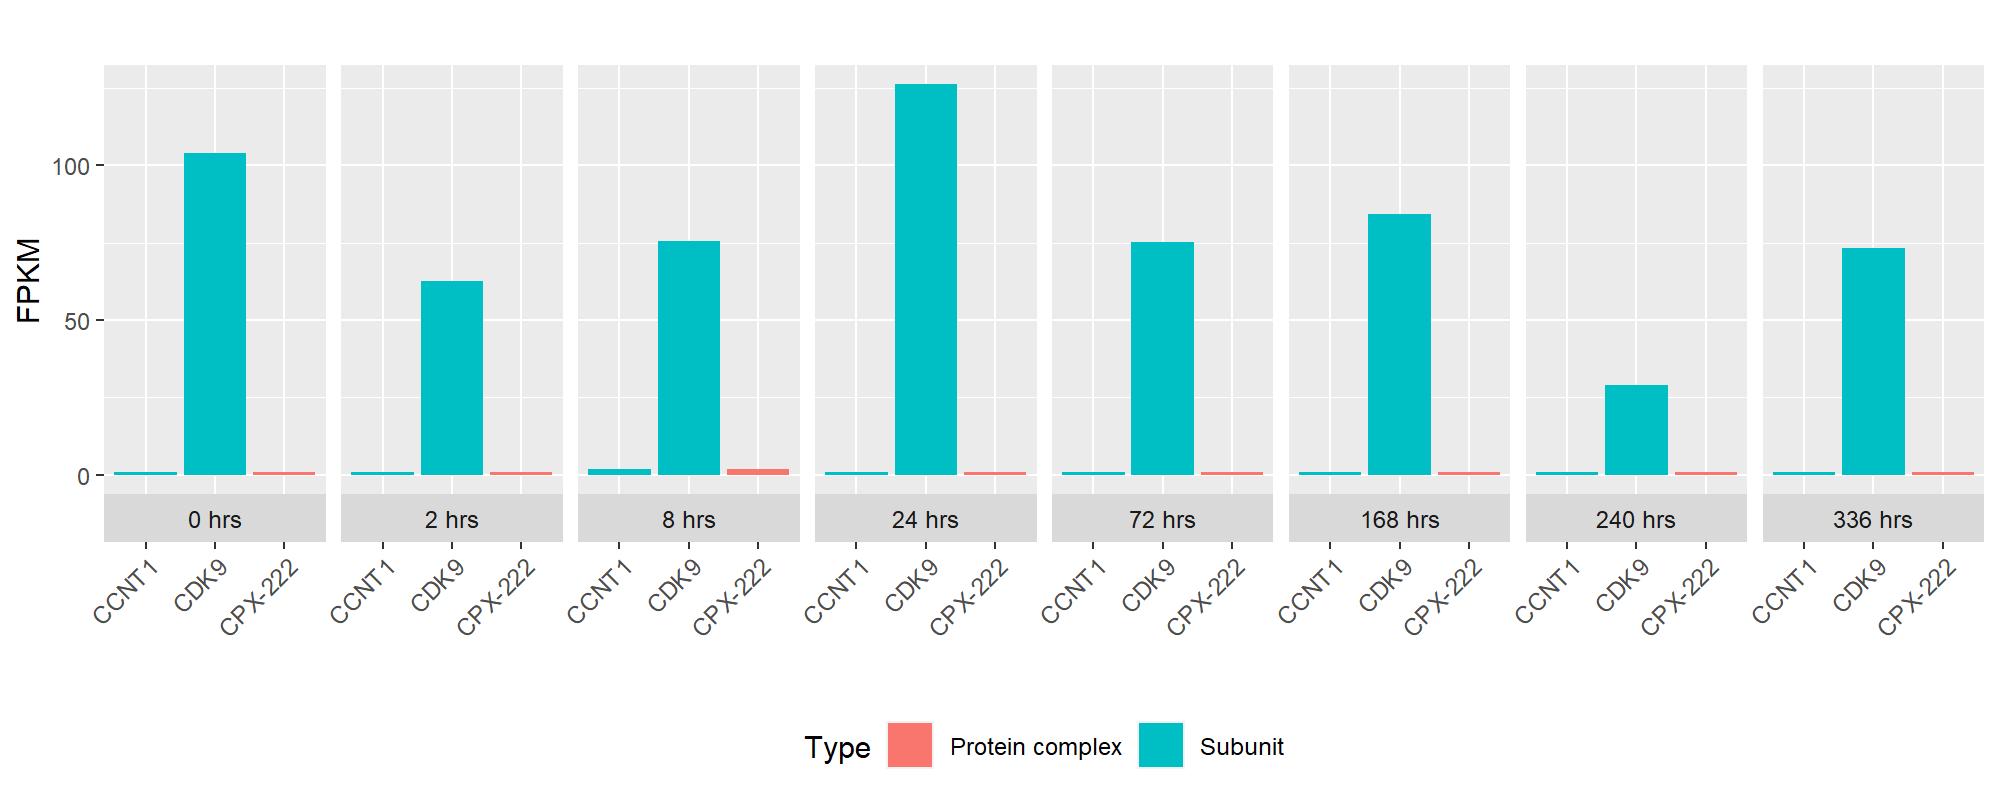 FPKM
100
50
0
0 hrs
2 hrs
8 hrs
24 hrs
72 hrs
168 hrs
240 hrs
336 hrs
CCNT1
CDK9
CPX-222
CCNT1
CDK9
CPX-222
CCNT1
CDK9
CPX-222
CCNT1
CDK9
CPX-222
CCNT1
CDK9
CPX-222
CCNT1
CDK9
CPX-222
CCNT1
CDK9
CPX-222
CCNT1
CDK9
CPX-222
Type Protein complex Subunit